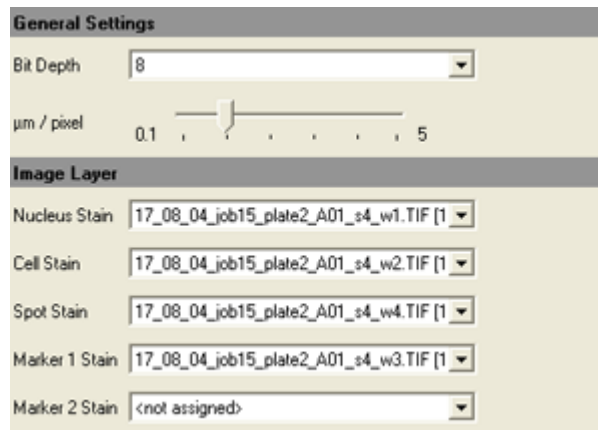 General Settings
Bit Depth 8
µm / pixel 0.1 5
Image Layer
Nucleus Stain 17_08_04_job15_plate2_A01_s4_w1.TIF [1
Cell Stain 17_08_04_job15_plate2_A01_s4_w2.TIF [1
Spot Stain 17_08_04_job15_plate2_A01_s4_w4.TIF [1
Marker 1 Stain 17_08_04_job15_plate2_A01_s4_w3.TIF [1
Marker 2 Stain <not assigned>